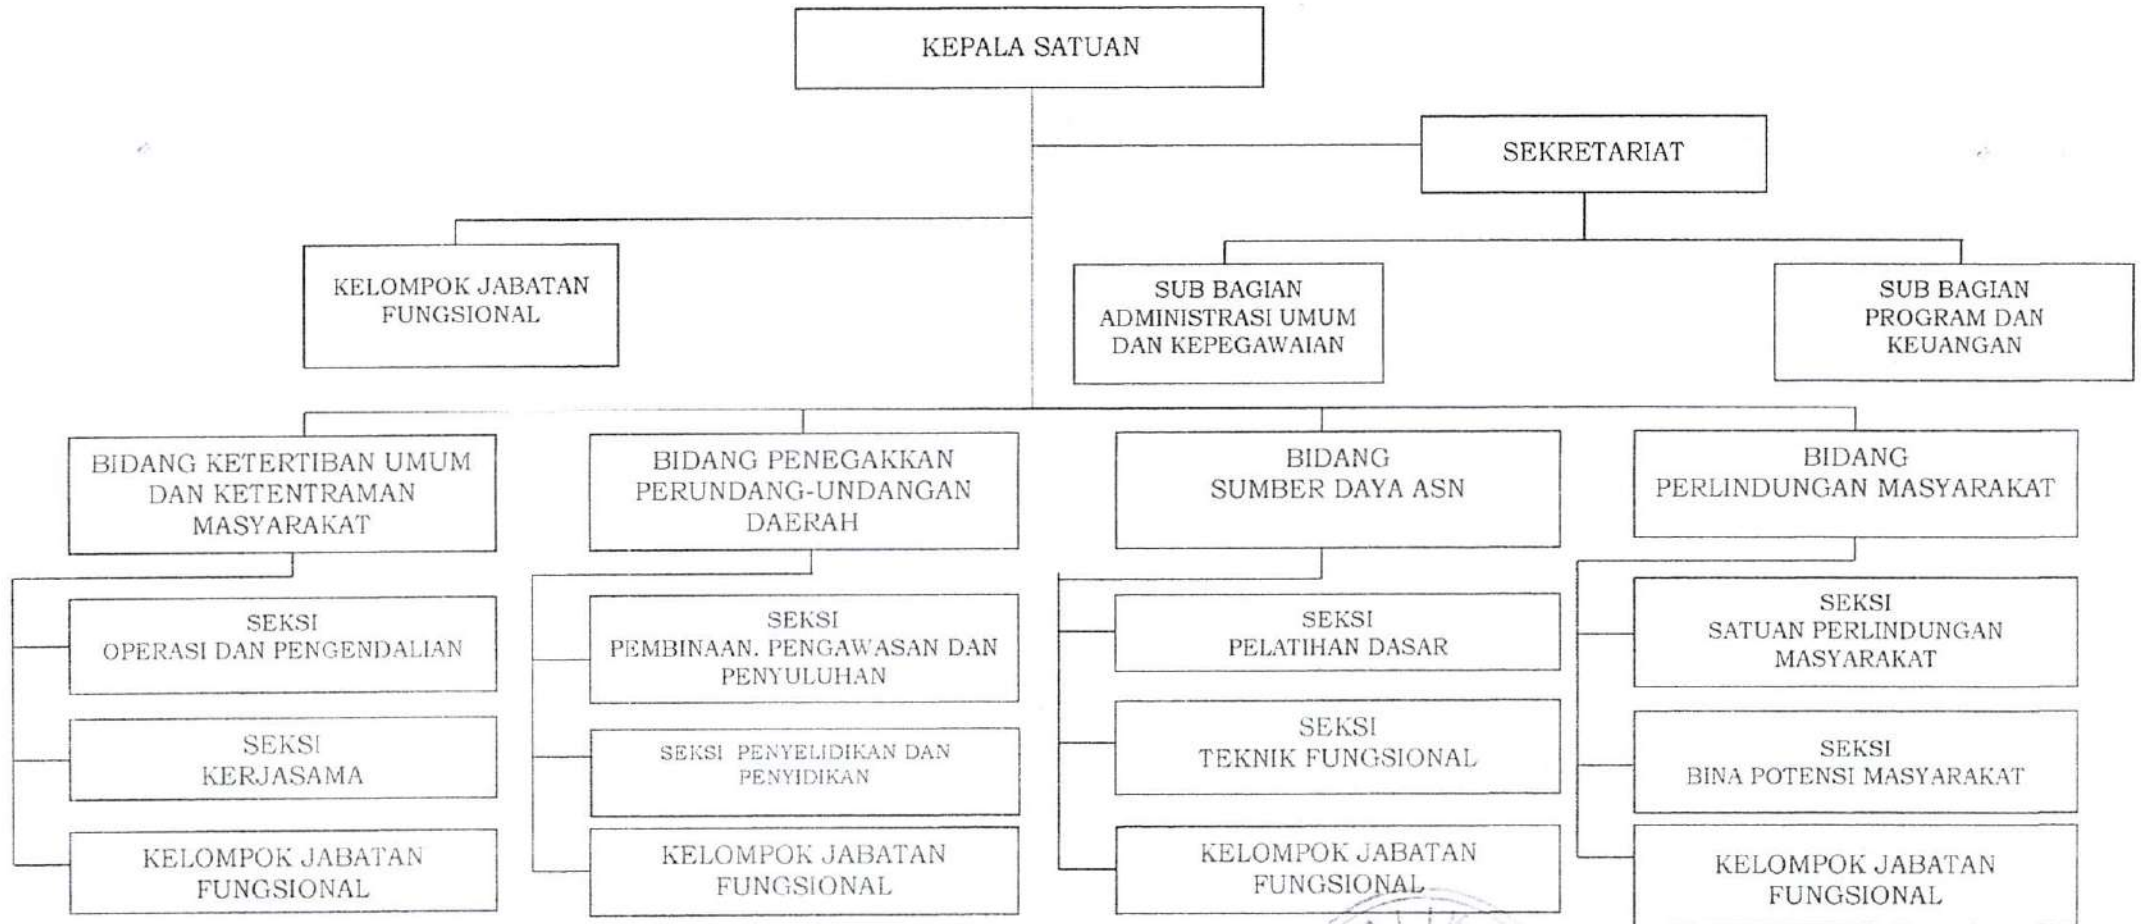 KEPALA SATUAN
SEKRETARIAT
KELOMPOK JABATAN
FUNGSIONAL
SUB BAGIAN
ADMINISTRASI UMUM
DAN KEPEGAWAIAN
SUB BAGIAN
PROGRAM DAN
KEUANGAN
BIDANG KETERTIBAN UMUM
DAN KETENTRAMAN
MASYARAKAT
BIDANG PENEGAKKAN
PERUNDANG-UNDANGAN
DAERAH
BIDANG
SUMBER DAYA ASN
BIDANG
PERLINDUNGAN MASYARAKAT
SEKSI
OPERASI DAN PENGENDALIAN
SEKSI
KERJASAMA
KELOMPOK JABATAN
FUNGSIONAL
SEKSI
PEMBINAAN. PENGAWASAN DAN
PENYULUHAN
SEKSI PENYELIDIKAN DAN
PENYIDIKAN
KELOMPOK JABATAN
FUNGSIONAL
SEKSI
PELATIHAN DASAR
SEKSI
TEKNIK FUNGSIONAL
KELOMPOK JABATAN
FUNGSIONAL
SEKSI
SATUAN PERLINDUNGAN
MASYARAKAT
SEKSI
BINA POTENSI MASYARAKAT
KELOMPOK JABATAN
FUNGSIONAL